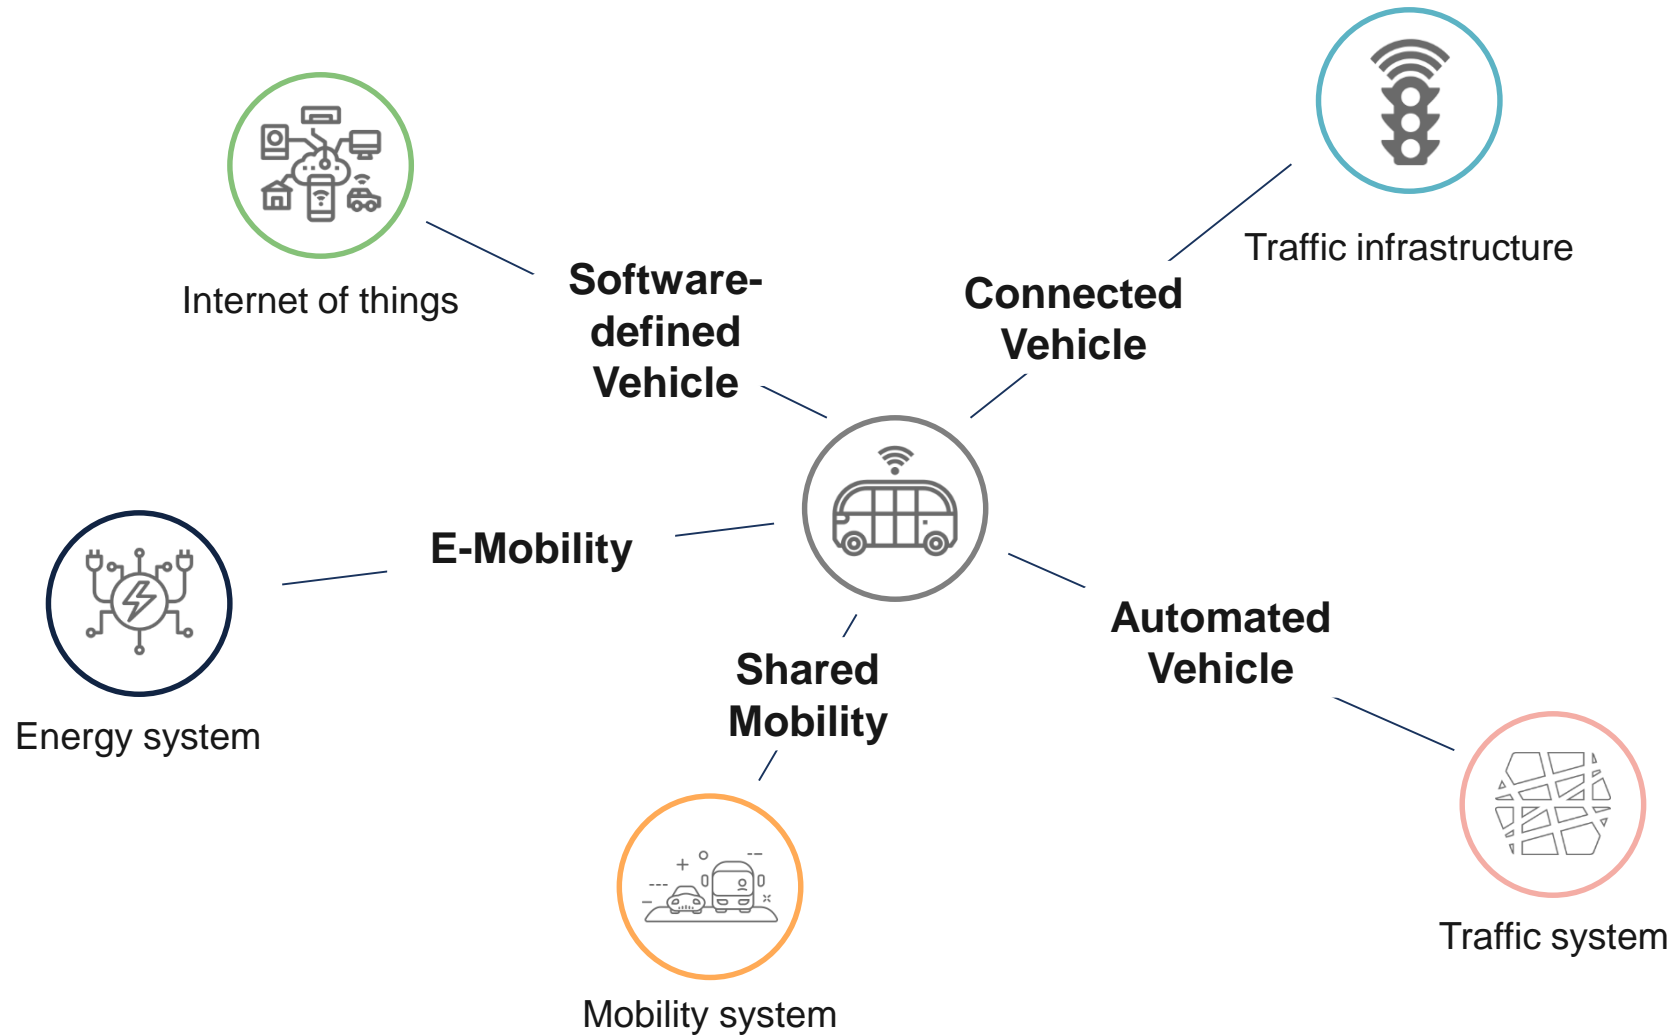 Traffic infrastructure
Internet of things
Software-
defined
Vehicle
Connected
Vehicle
E-Mobility
Energy system
Shared
Mobility
Automated
Vehicle
Mobility system
Traffic system